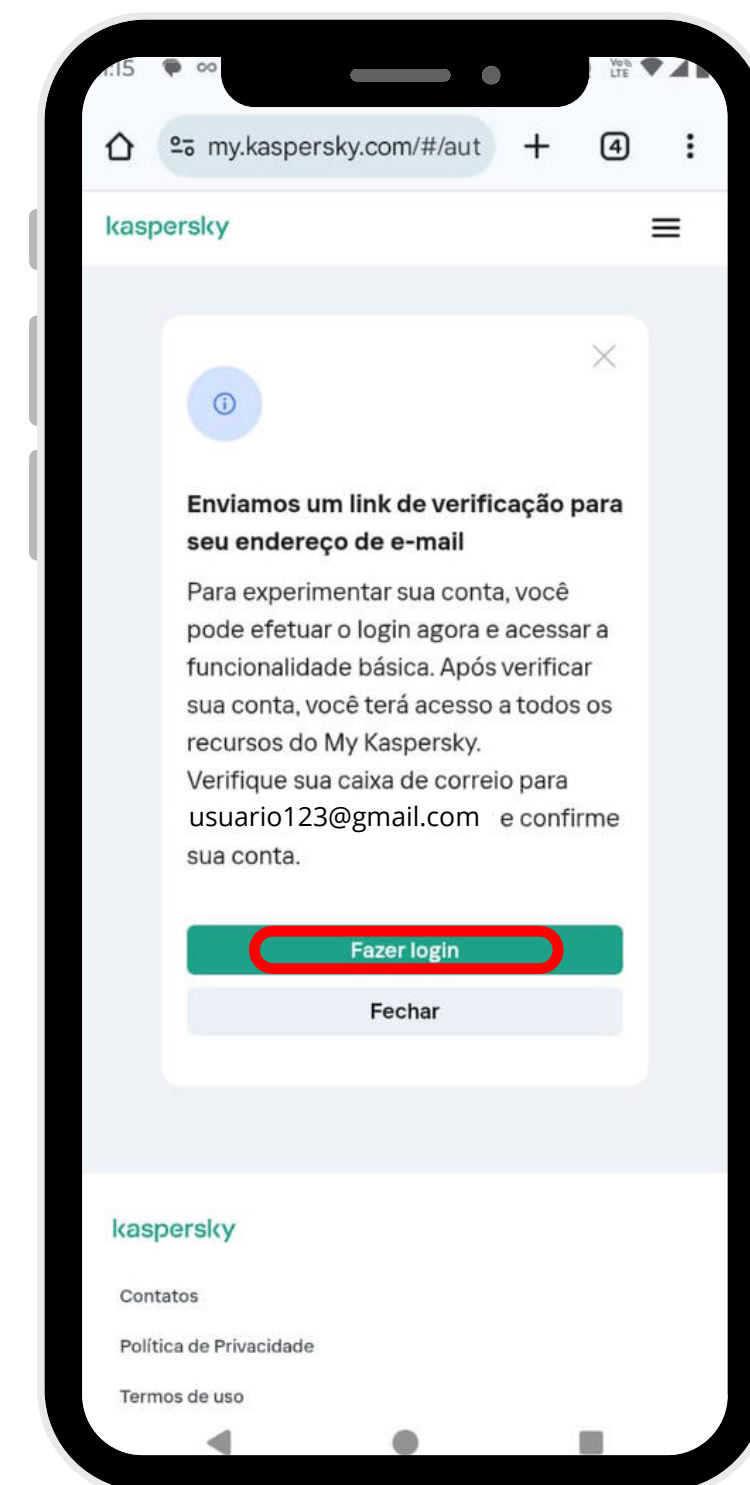 my.kaspersky.com/#/aut
4
kaspersky
Enviamos um link de verificação para
seu endereço de e-mail
Para experimentar sua conta, você
pode efetuar o login agora e acessar a
funcionalidade básica. Após verificar
sua conta, você terá acesso a todos os
recursos do My Kaspersky.
Verifique sua caixa de correio para
usuario123@gmail.com e confirme
sua conta.
Fazer login
Fechar
kaspersky
Contatos
Política de Privacidade
Termos de uso